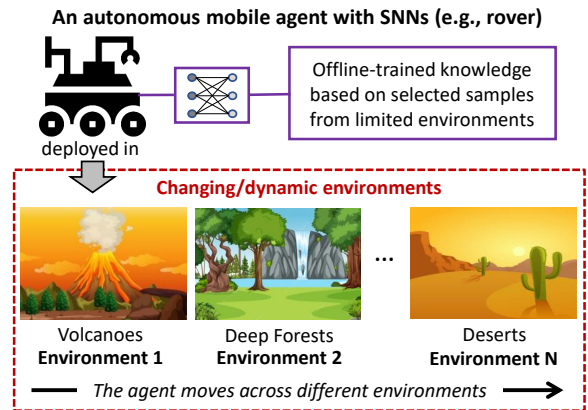 An autonomous mobile agent with SNNs (e.g., rover)
Offline-trained knowledge
based on selected samples
from limited environments
deployed in
Changing/dynamic environments
...
Volcanoes
Environment 1
Deep Forests
Environment 2
Deserts
Environment N
The agent moves across different environments